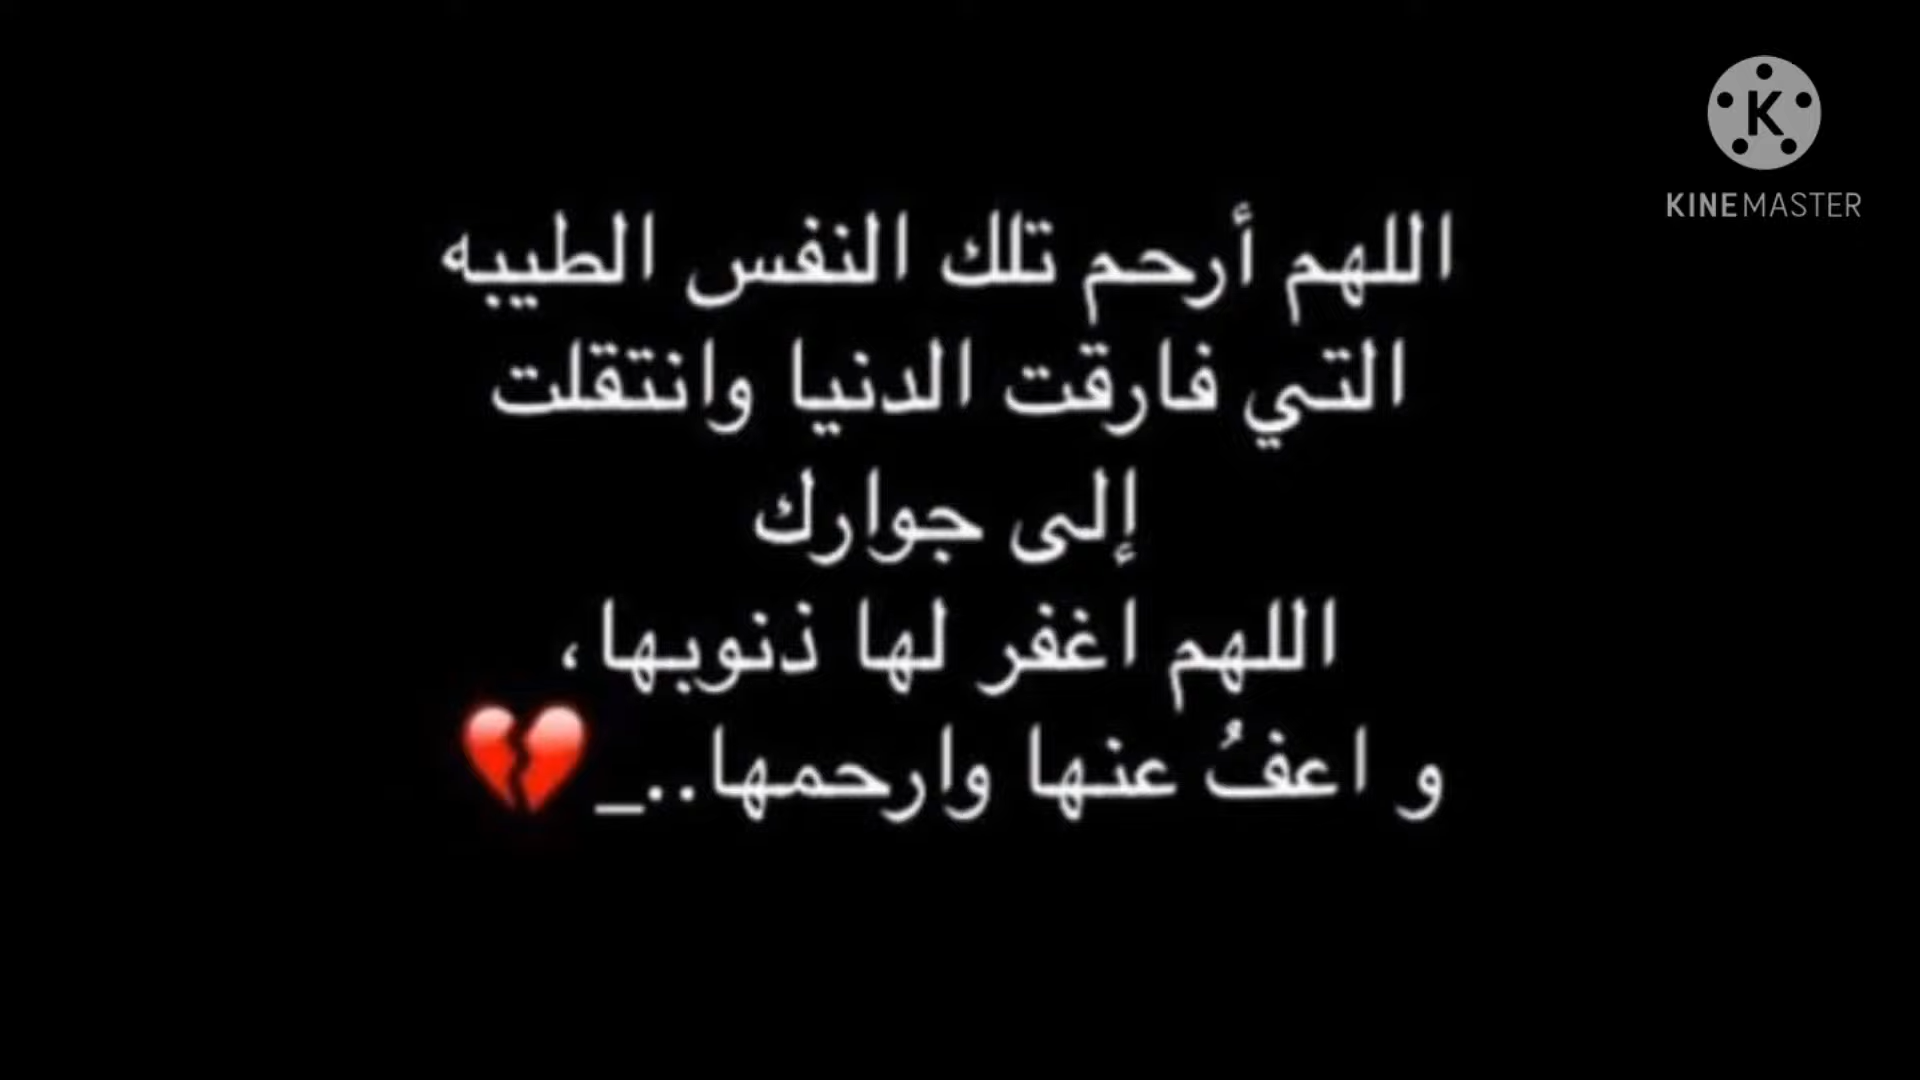 اللهم أرحم تلك النفس الطيبه
التي فارقت الدنيا وانتقلت
إلى جوارك
اللهم اغفر لها ذنوبها،
و اعفُ عنها وارحمها.._💔
K
KINEMASTER